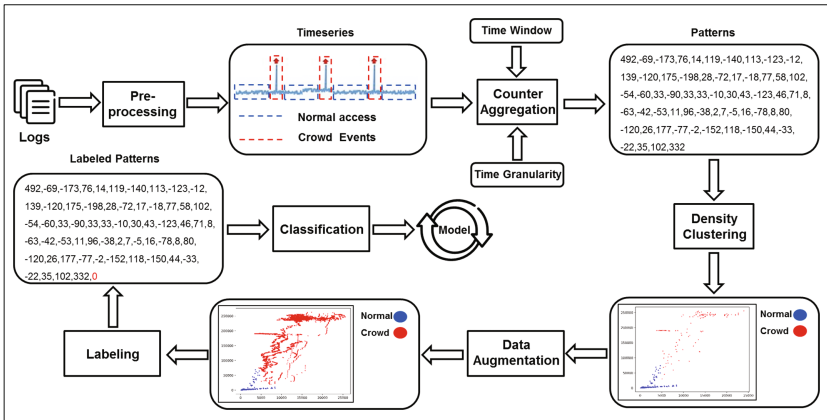 Timeseries
Time Window
Patterns
Logs
Pre-
processing
Normal access
Crowd Events
Counter
Aggregation
Time Granularity
492,-69,-173,76,14,119,-140,113,-123,-12,
139,-120,175,-198,28,-72,17,-18,77,58,102,
-54,-60,33,-90,33,33,-10,30,43,-123,46,71,8,
-63,-42,-53,11,96,-38,2,7,-5,16,-78,8,80,
-120,26,177,-77,-2,-152,118,-150,44,-33,
-22,35,102,332
Labeled Patterns
492,-69,-173,76,14,119,-140,113,-123,-12,
139,-120,175,-198,28,-72,17,-18,77,58,102,
-54,-60,33,-90,33,33,-10,30,43,-123,46,71,8,
-63,-42,-53,11,96,-38,2,7,-5,16,-78,8,80,
-120,26,177,-77,-2,-152,118,-150,44,-33,
-22,35,102,332,0
Classification
Model
Density
Clustering
Labeling
Normal
Crowd
Data
Augmentation
Normal
Crowd